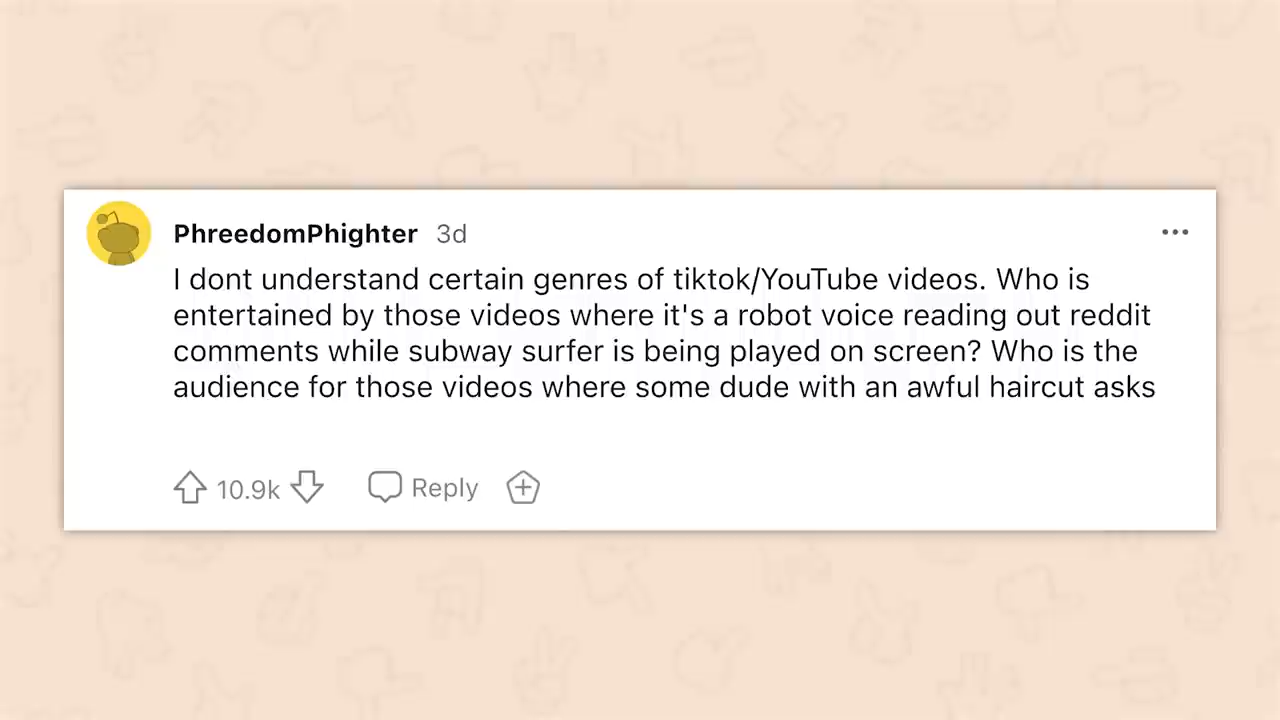 PhreedomPhighter 3d
I dont understand certain genres of tiktok/YouTube videos. Who is
entertained by those videos where it's a robot voice reading out reddit
comments while subway surfer is being played on screen? Who is the
audience for those videos where some dude with an awful haircut asks
10.9k Reply